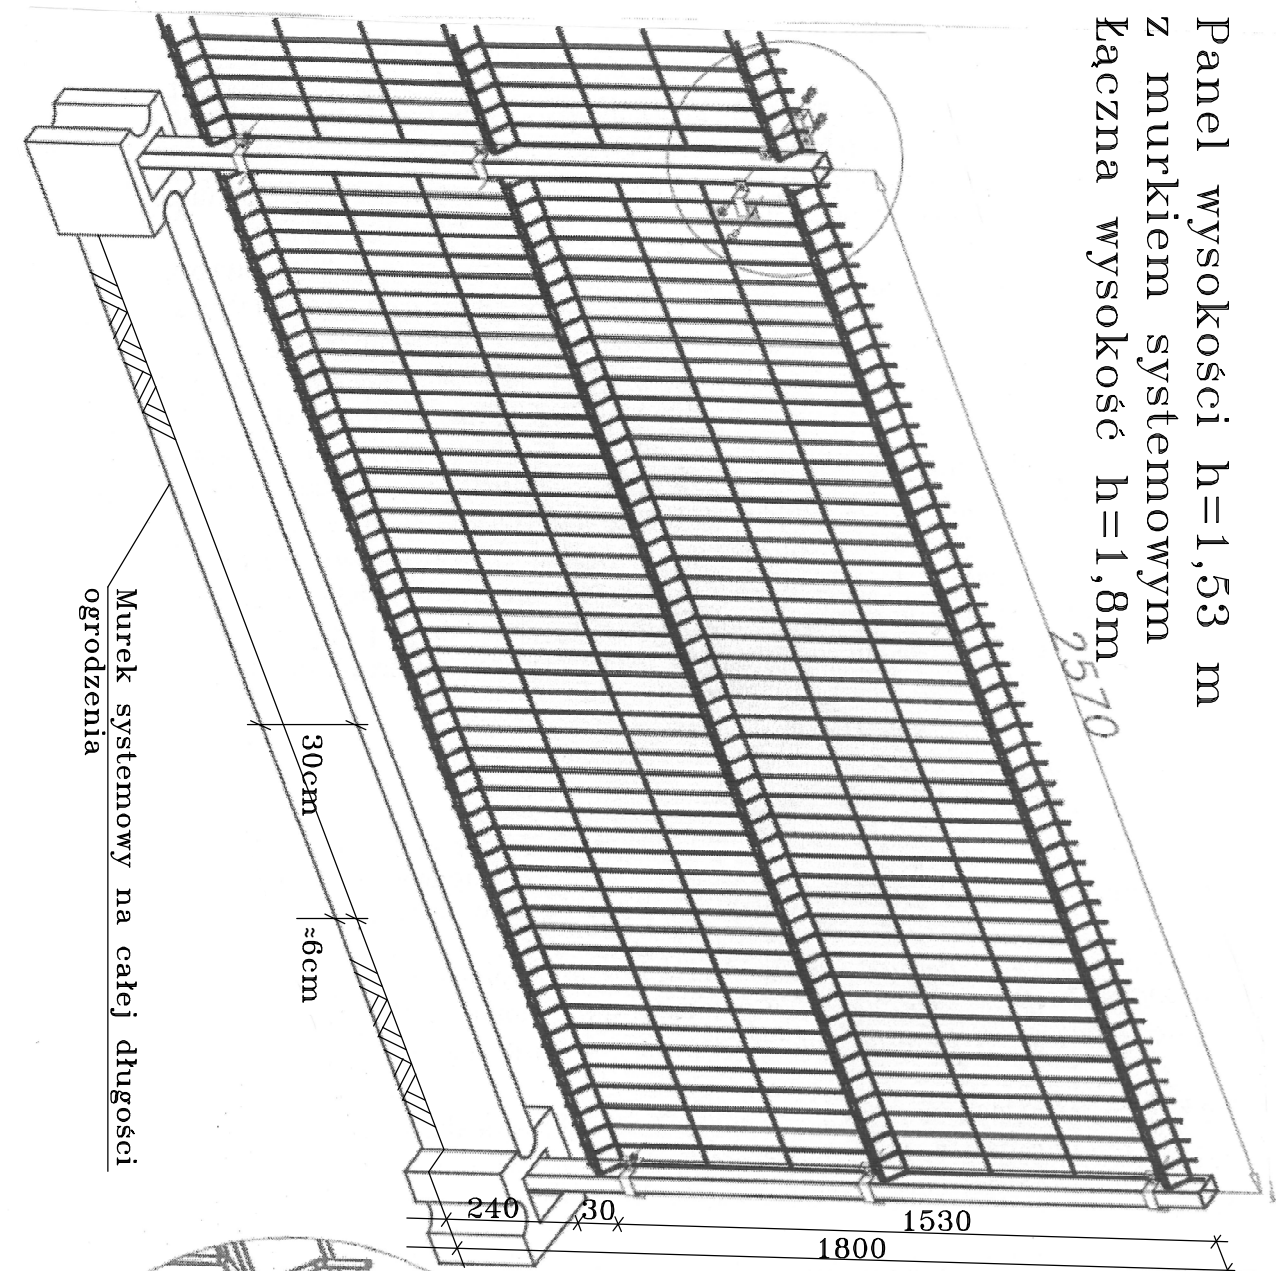 Panel wysokości h=1,53 m
z murkiem systemowym
Łączna wysokość h=1,8m
2570
30cm
≈6cm
Murek systemowy na całej długości
ogrodzenia
240
30
1530
1800